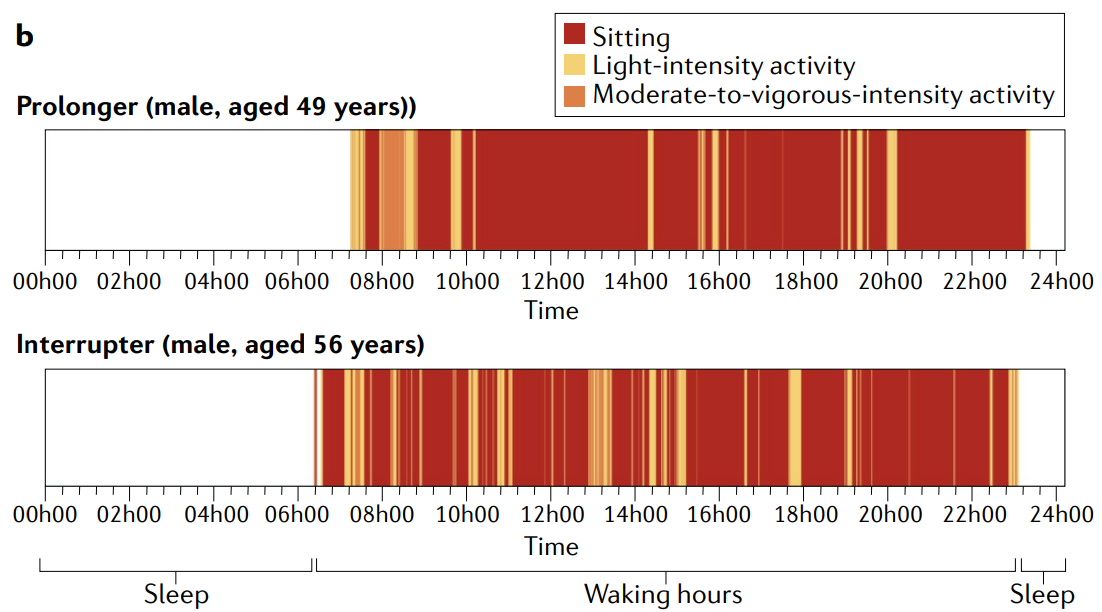 b
Sitting
Light-intensity activity
Moderate-to-vigorous-intensity activity
Prolonger (male, aged 49 years))
00h00 02h00 04h00 06h00 08h00 10h00 12h00 14h00 16h00 18h00 20h00 22h00 24h00
Time
Interrupter (male, aged 56 years)
00h00 02h00 04h00 06h00 08h00 10h00 12h00 14h00 16h00 18h00 20h00 22h00 24h00
Time
Sleep Waking hours Sleep